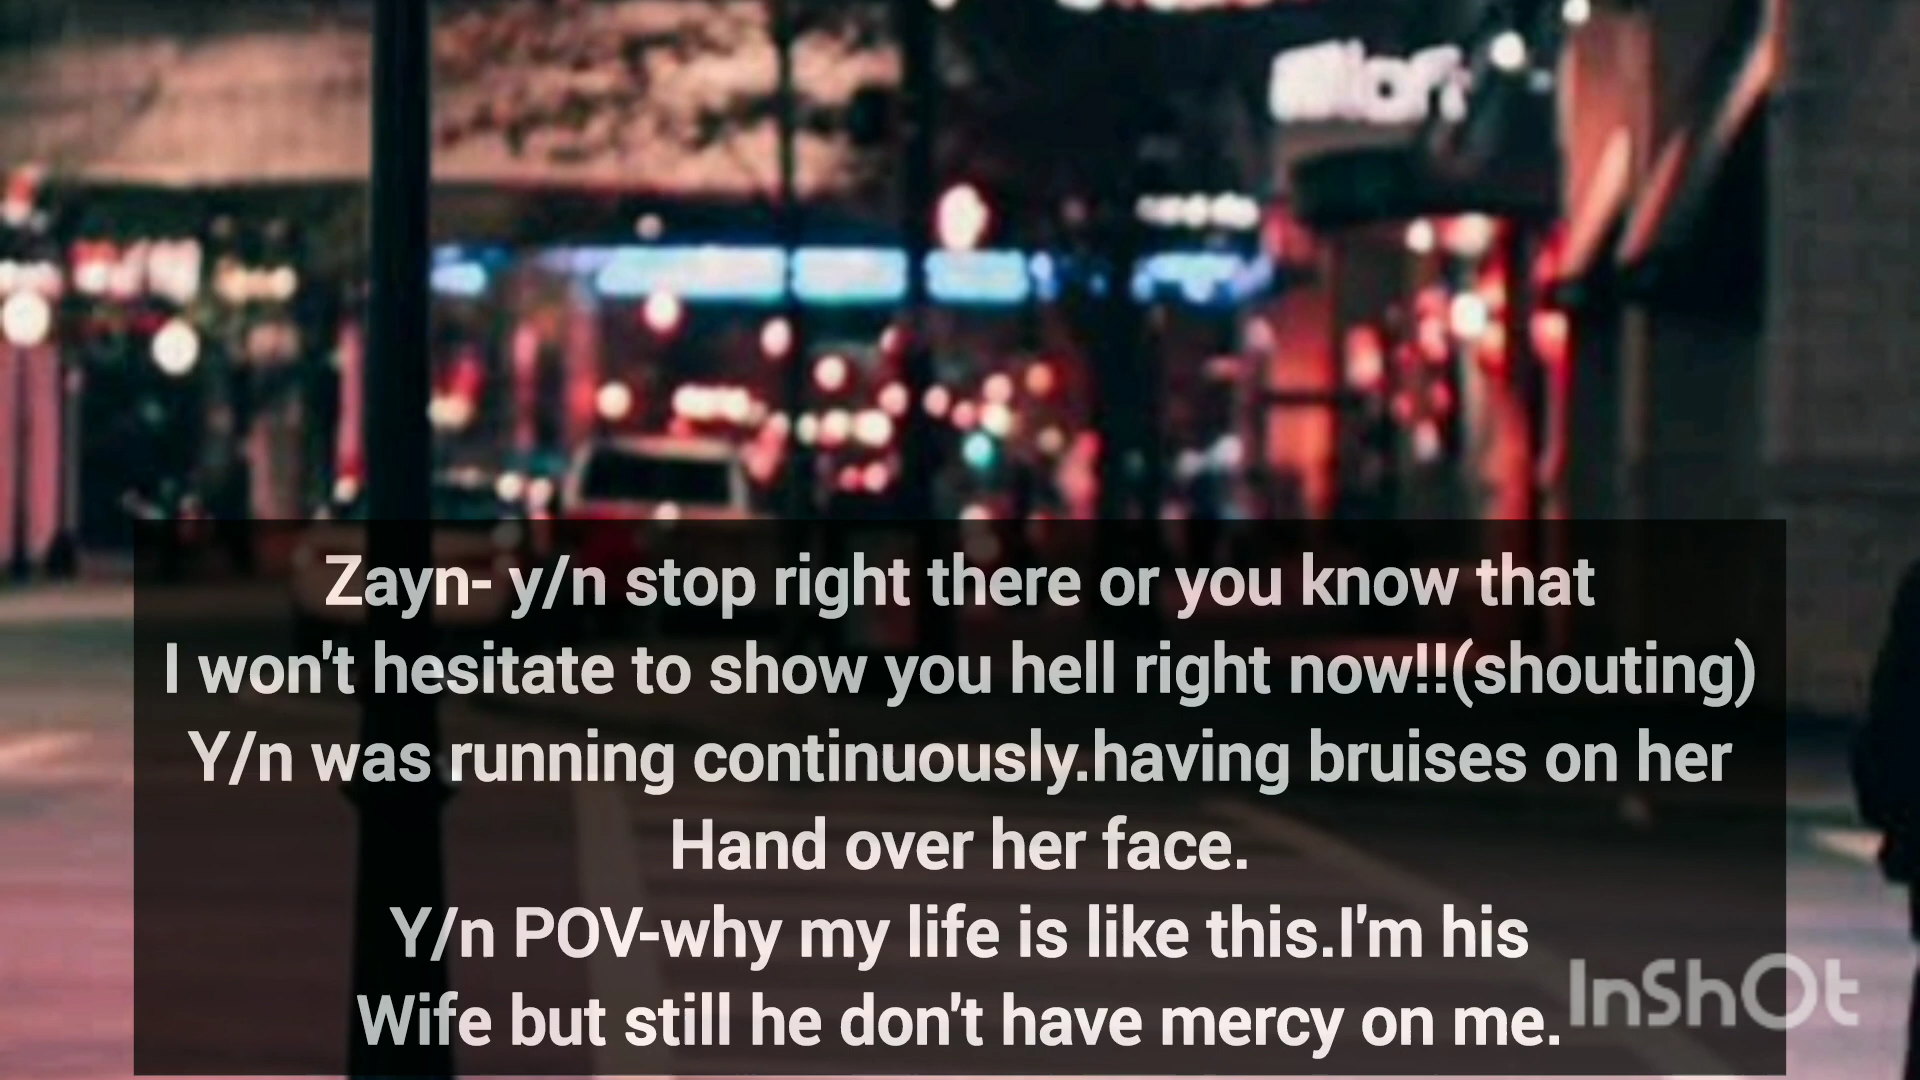 Zayn- y/n stop right there or you know that
I won't hesitate to show you hell right now!!(shouting)
Y/n was running continuously.having bruises on her
Hand over her face.
Y/n POV-why my life is like this.I'm his
Wife but still he don't have mercy on me.
InShOt